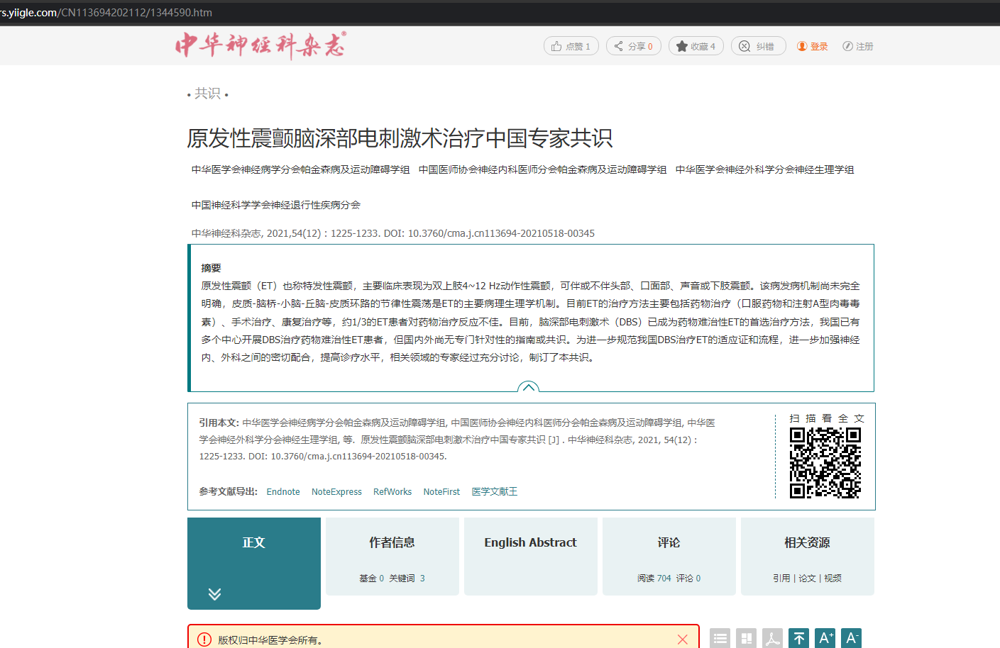 rs.yiigle.com/CN113694202112/1344590.htm
中华神经科杂志®
点赞 1 分享 0 收藏 4 纠错 登录 注册
• 共识 •
原发性震颤脑深部电刺激术治疗中国专家共识
中华医学会神经病学分会帕金森病及运动障碍学组 中国医师协会神经内科医师分会帕金森病及运动障碍学组 中华医学会神经外科学分会神经生理学组
中国神经科学学会神经退行性疾病分会
中华神经科杂志, 2021,54(12) : 1225-1233. DOI: 10.3760/cma.j.cn113694-20210518-00345
摘要
原发性震颤（ET）也称特发性震颤，主要临床表现为双上肢4~12 Hz动作性震颤，可伴或不伴头部、口面部、声音或下肢震颤。该病发病机制尚未完全
明确，皮质-脑桥-小脑-丘脑-皮质环路的节律性震荡是ET的主要病理生理学机制。目前ET的治疗方法主要包括药物治疗（口服药物和注射A型肉毒毒
素）、手术治疗、康复治疗等，约1/3的ET患者对药物治疗反应不佳。目前，脑深部电刺激术（DBS）已成为药物难治性ET的首选治疗方法，我国已有
多个中心开展DBS治疗药物难治性ET患者，但国内外尚无专门针对性的指南或共识。为进一步规范我国DBS治疗ET的适应证和流程，进一步加强神经
内、外科之间的密切配合，提高诊疗水平，相关领域的专家经过充分讨论，制订了本共识。
引用本文: 中华医学会神经病学分会帕金森病及运动障碍学组, 中国医师协会神经内科医师分会帕金森病及运动障碍学组, 中华医
学会神经外科学分会神经生理学组, 等. 原发性震颤脑深部电刺激术治疗中国专家共识 [J] . 中华神经科杂志, 2021, 54(12) :
1225-1233. DOI: 10.3760/cma.j.cn113694-20210518-00345.
参考文献导出: Endnote NoteExpress RefWorks NoteFirst 医学文献王
扫描看全文
正文 作者信息 English Abstract 评论 相关资源
基金 0 关键词 3 阅读 704 评论 0 引用 | 论文 | 视频
版权归中华医学会所有。
A+ A-